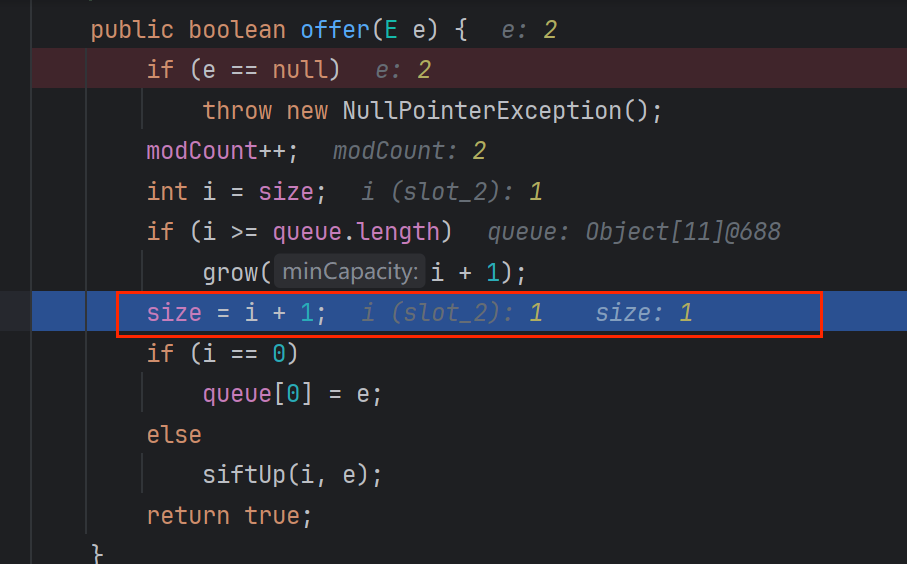 public boolean offer(E e) {  e: 2
if (e == null)  e: 2
throw new NullPointerException();
modCount++;  modCount: 2
int i = size;  i (slot_2): 1
if (i >= queue.length)  queue: Object[11]@688
grow( minCapacity: i + 1);
size = i + 1;  i (slot_2): 1  size: 1
if (i == 0)
queue[0] = e;
else
siftUp(i, e);
return true;
}